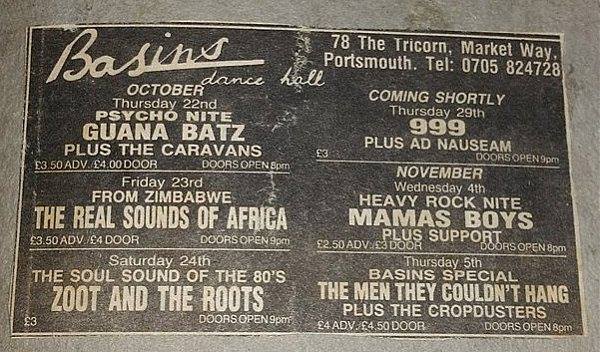 Basins
dance hall
78 The Tricorn, Market Way,
Portsmouth. Tel: 0705 824728
OCTOBER
Thursday 22nd
PSYCHO NITE
GUANA BATZ
PLUS THE CARAVANS
£3.50 ADV. £4.00 DOOR DOORS OPEN 8pm
Friday 23rd
FROM ZIMBABWE
THE REAL SOUNDS OF AFRICA
£3.50 ADV./£4 DOOR DOORS OPEN 9pm
Saturday 24th
THE SOUL SOUND OF THE 80'S
ZOOT AND THE ROOTS
£3 DOORS OPEN 9pm
COMING SHORTLY
Thursday 29th
999
PLUS AD NAUSEAM
£3 DOORS OPEN 9pm
NOVEMBER
Wednesday 4th
HEAVY ROCK NITE
MAMAS BOYS
PLUS SUPPORT
£2.50 ADV./£3 DOOR DOORS OPEN 8pm
Thursday 5th
BASINS SPECIAL
THE MEN THEY COULDN'T HANG
PLUS THE CROPDUSTERS
£4 ADV./£4.50 DOOR DOORS OPEN 8pm